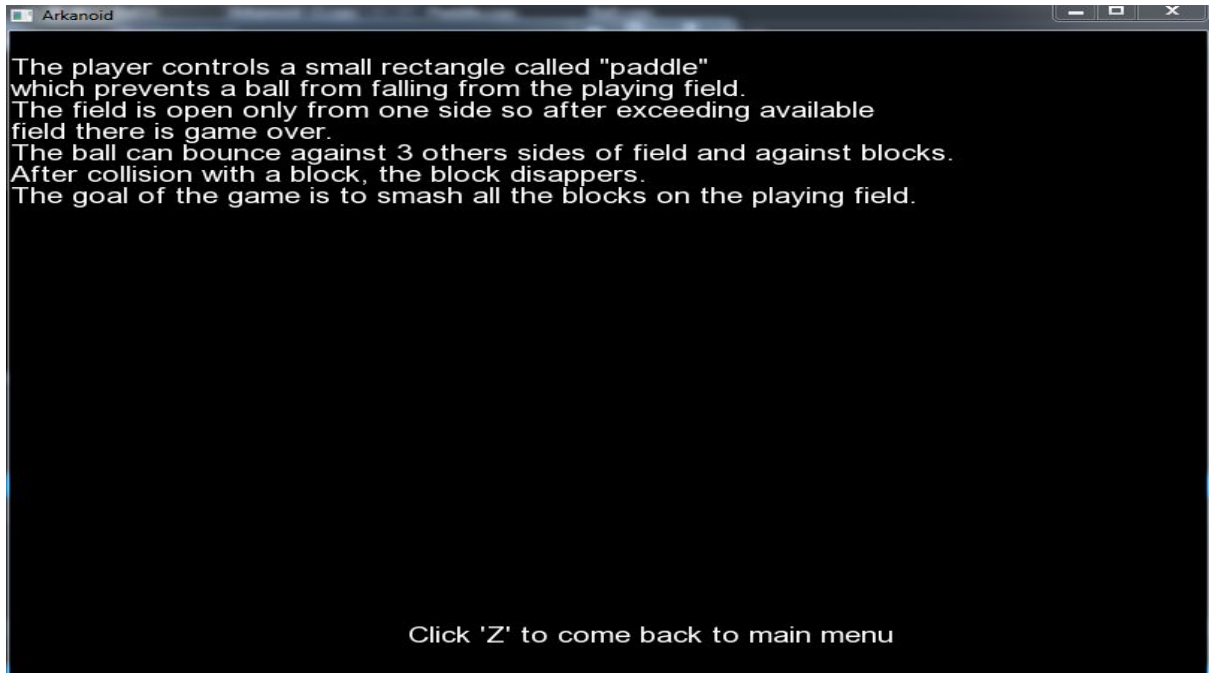 Arkanoid
The player controls a small rectangle called "paddle"
which prevents a ball from falling from the playing field.
The field is open only from one side so after exceeding available
field there is game over.
The ball can bounce against 3 others sides of field and against blocks.
After collision with a block, the block disappers.
The goal of the game is to smash all the blocks on the playing field.
Click 'Z' to come back to main menu